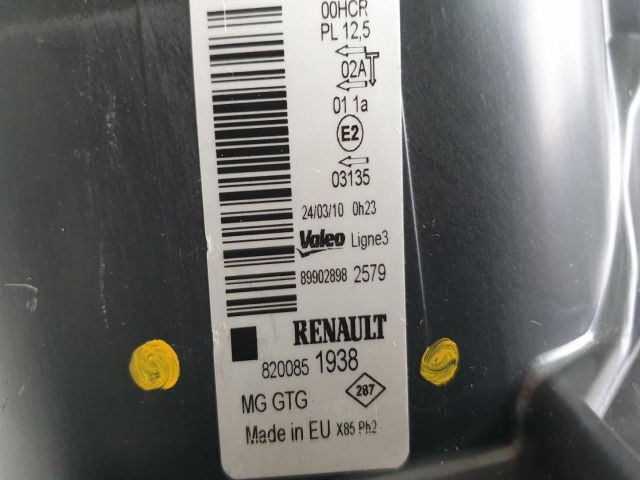 00HCR
PL 12,5
02A
01 1a
E2
03135
24/03/10 0h23
Valeo Ligne3
89902898 2579
RENAULT
820085 1938
MG GTG 287
Made in EU X85 Ph2